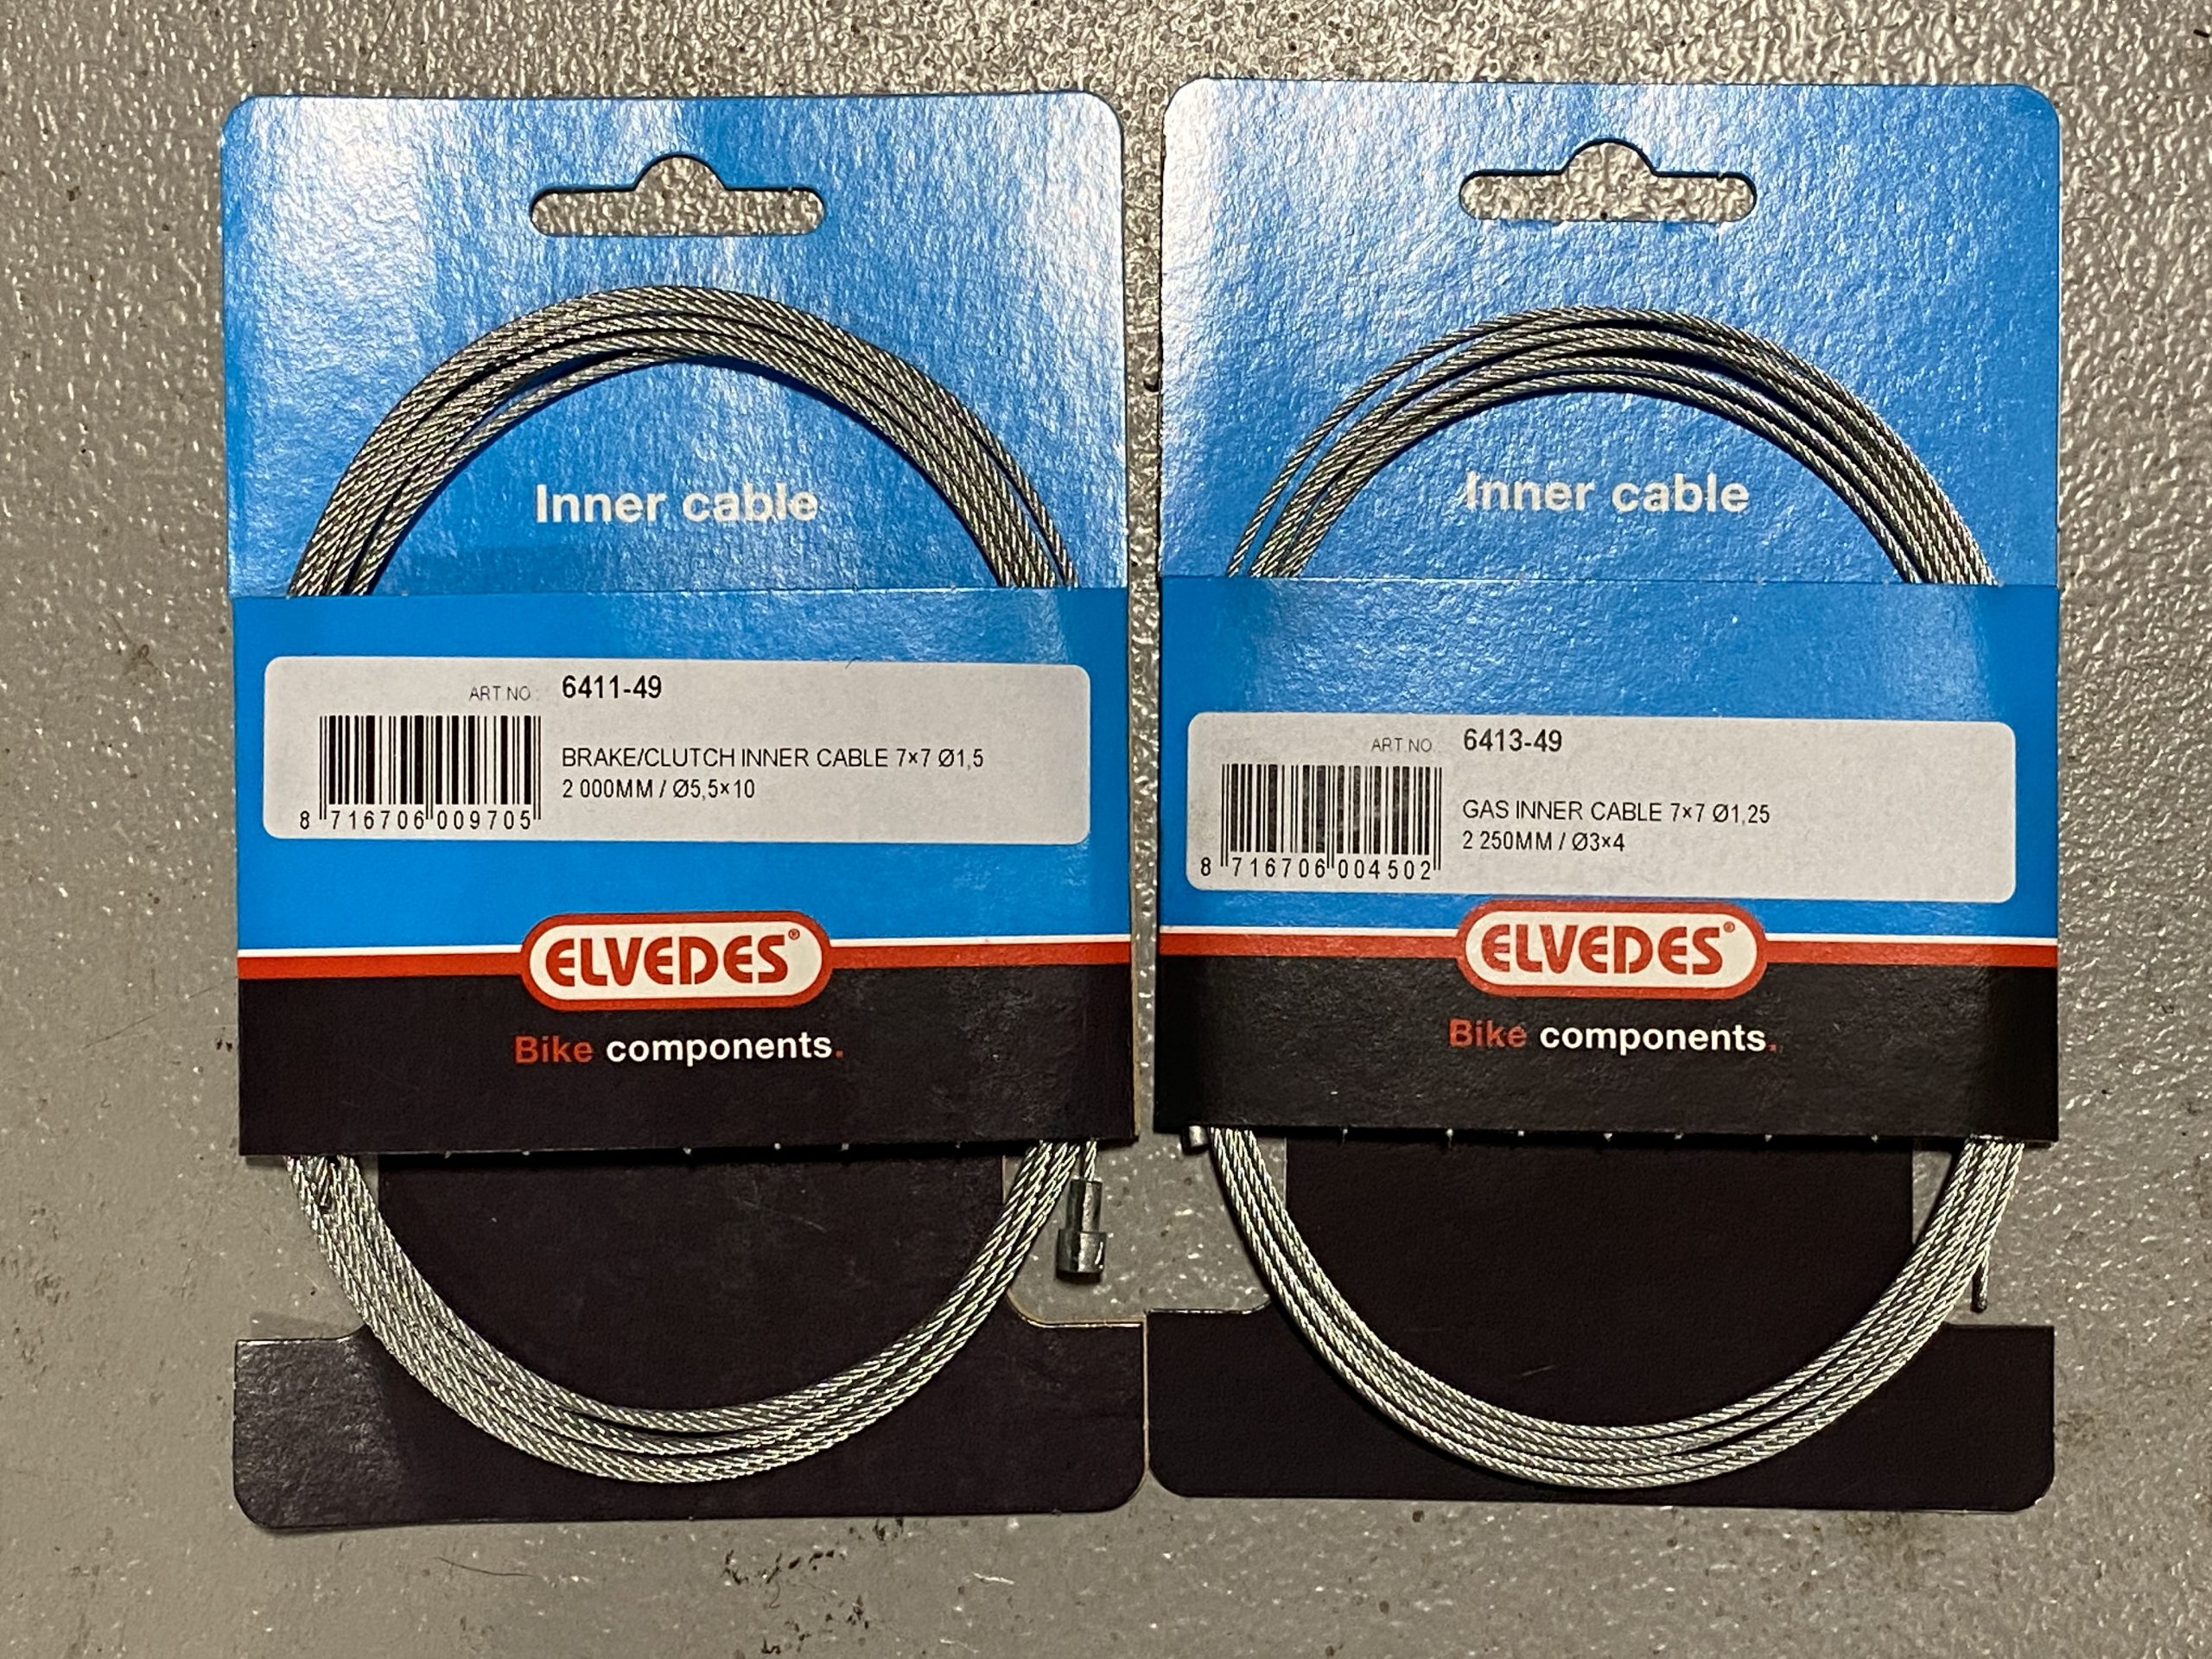 Inner cable
ART NO.: 6411-49
BRAKE/CLUTCH INNER CABLE 7×7 Ø1,5
2 000MM / Ø5,5×10
8 716706 009705
ELVEDES®
Bike components.
Inner cable
ART NO. 6413-49
GAS INNER CABLE 7×7 Ø1,25
2 250MM / Ø3×4
8 716706 004502
ELVEDES®
Bike components.